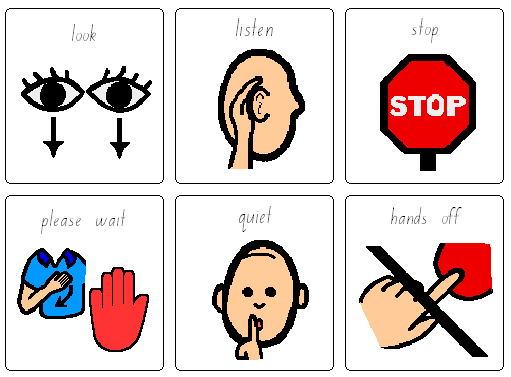 look
listen
stop
STOP
please wait
quiet
hands off